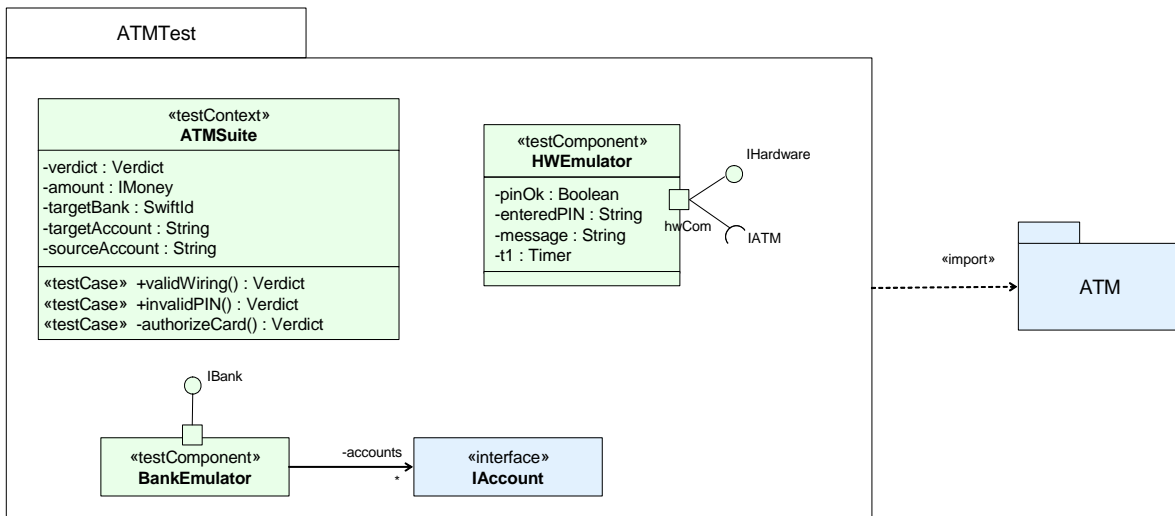 ATMTest
«testContext»
ATMSuite
-verdict : Verdict
-amount : IMoney
-targetBank : SwiftId
-targetAccount : String
-sourceAccount : String
«testCase» +validWiring() : Verdict
«testCase» +invalidPIN() : Verdict
«testCase» -authorizeCard() : Verdict
«testComponent»
HWEmulator
-pinOk : Boolean
-enteredPIN : String
-message : String
-t1 : Timer
hwCom
IHardware
IATM
«import»
ATM
IBank
«testComponent»
BankEmulator
-accounts
*
«interface»
IAccount